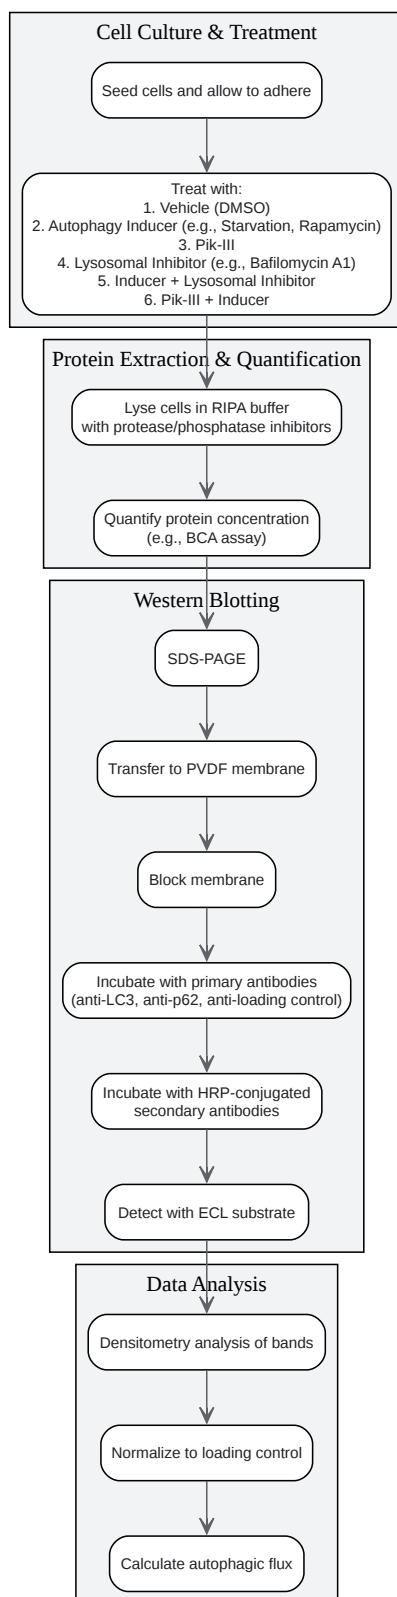 Cell Culture & Treatment
Seed cells and allow to adhere
Treat with:
1. Vehicle (DMSO)
2. Autophagy Inducer (e.g., Starvation, Rapamycin)
3. Pik-III
4. Lysosomal Inhibitor (e.g., Bafilomycin A1)
5. Inducer + Lysosomal Inhibitor
6. Pik-III + Inducer
Protein Extraction & Quantification
Lyse cells in RIPA buffer
with protease/phosphatase inhibitors
Quantify protein concentration
(e.g., BCA assay)
Western Blotting
SDS-PAGE
Transfer to PVDF membrane
Block membrane
Incubate with primary antibodies
(anti-LC3, anti-p62, anti-loading control)
Incubate with HRP-conjugated
secondary antibodies
Detect with ECL substrate
Data Analysis
Densitometry analysis of bands
Normalize to loading control
Calculate autophagic flux